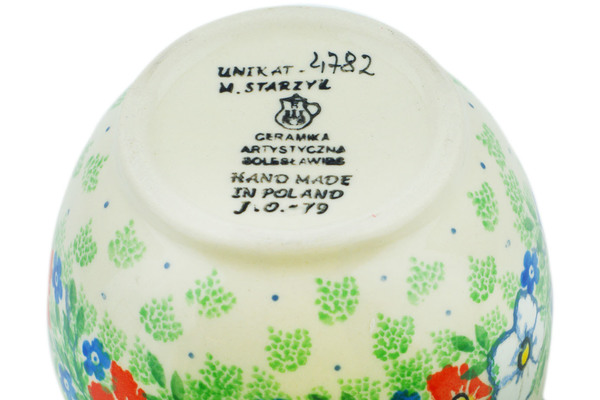 UNIKAT - 4782
M. STARZYK
CERAMIKA
ARTYSTYCZNA
BOLESŁAWIEC
HAND MADE
IN POLAND
J.O.-79